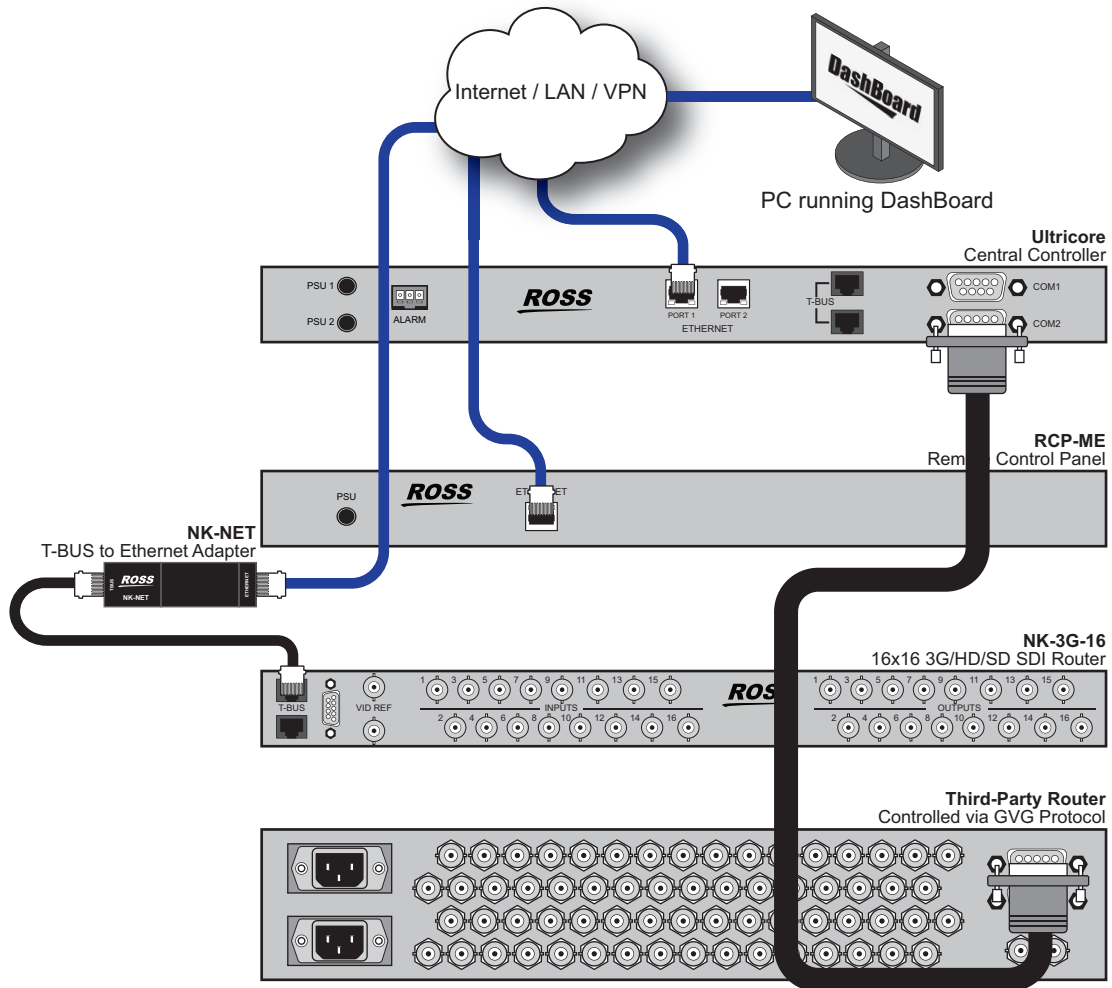 Internet / LAN / VPN
DashBoard
PC running DashBoard
Ultricore
Central Controller
PSU 1
PSU 2
ALARM
ROSS
PORT 1
PORT 2
ETHERNET
T-BUS
COM1
COM2
RCP-ME
Control Panel
PSU
ROSS
NK-NET
T-BUS to Ethernet Adapter
TBUS
ROSS
NK-NET
ETHERNET
NK-3G-16
16x16 3G/HD/SD SDI Router
T-BUS
VID REF
1 3 5 7 9 11 13 15
INPUTS
2 4 6 8 10 12 14 16
1 3 5 7 9 11 13 15
OUTPUTS
2 4 6 8 10 12 14 16
Third-Party Router
Controlled via GVG Protocol